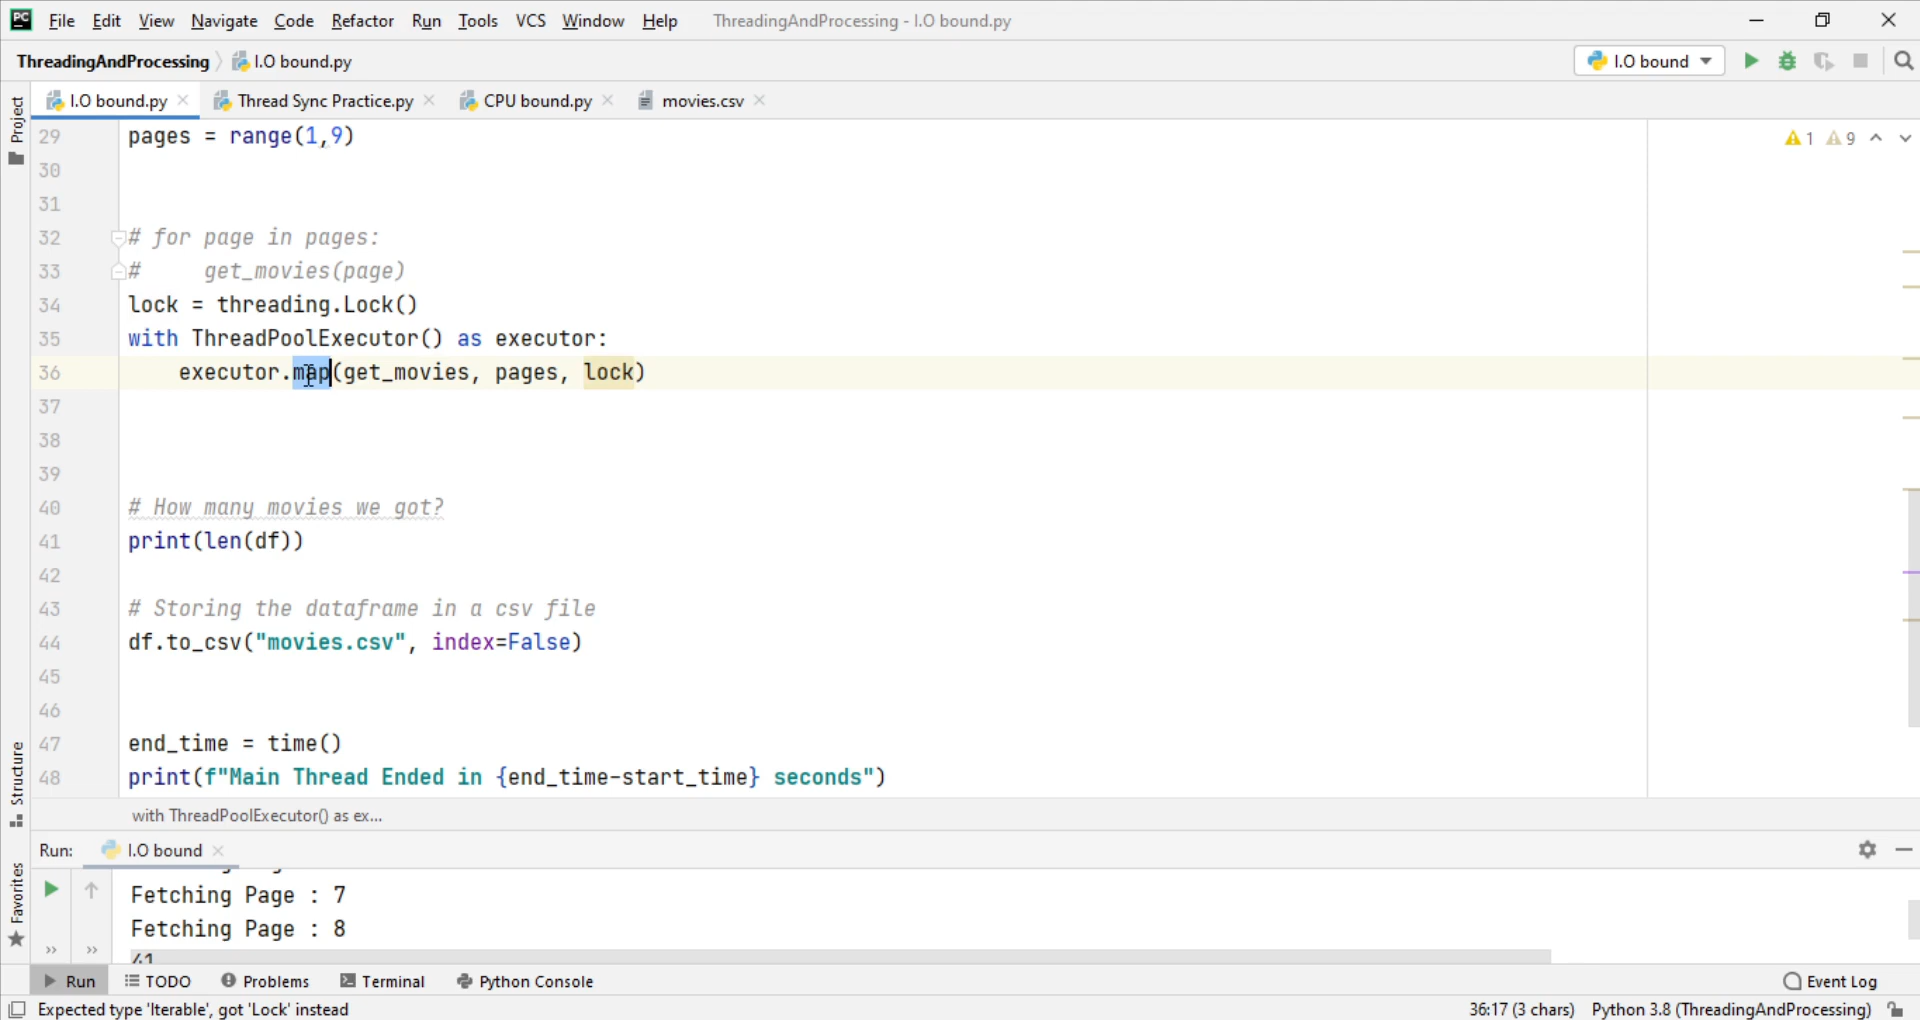 PC File Edit View Navigate Code Refactor Run Tools VCS Window Help ThreadingAndProcessing - I.O bound.py
ThreadingAndProcessing I.O bound.py I.O bound
I.O bound.py Thread Sync Practice.py CPU bound.py movies.csv
Project
29 pages = range(1,9) 1 9
30
31
32 # for page in pages:
33 #     get_movies(page)
34 lock = threading.Lock()
35 with ThreadPoolExecutor() as executor:
36     executor.map(get_movies, pages, lock)
37
38
39
40 # How many movies we got?
41 print(len(df))
42
43 # Storing the dataframe in a csv file
44 df.to_csv("movies.csv", index=False)
45
46
47 end_time = time()
48 print(f"Main Thread Ended in {end_time-start_time} seconds")
Structure
with ThreadPoolExecutor() as ex...
Run: I.O bound
Favorites
Fetching Page : 7
Fetching Page : 8
41
Run TODO Problems Terminal Python Console Event Log
Expected type 'Iterable', got 'Lock' instead 36:17 (3 chars) Python 3.8 (ThreadingAndProcessing)